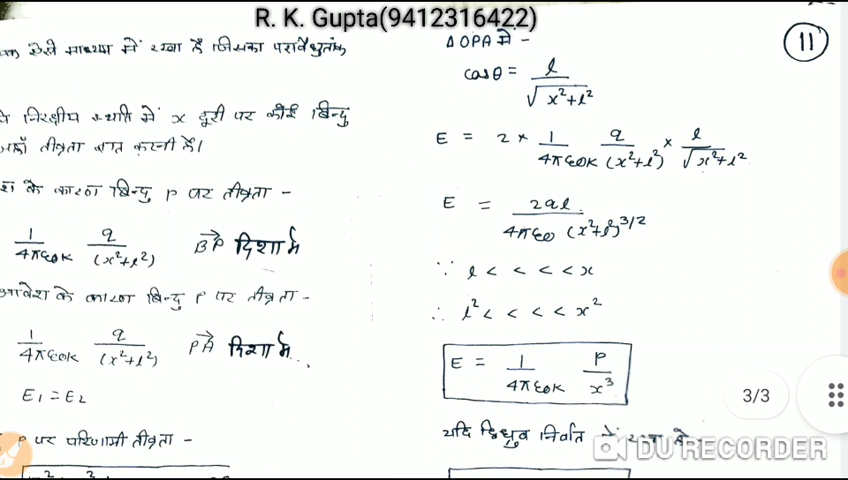 R. K. Gupta(9412316422)
11
माध्यम में रखा है जिसका परावैधुतांक
निरक्षीय स्थिति में x दूरी पर कोई बिन्दु
जहाँ तीव्रता ज्ञात करनी है।
के कारण बिन्दु P पर तीव्रता -
1/4πε0K q/(x²+l²) BP→ दिशा में
आवेश के कारण बिन्दु P पर तीव्रता -
1/4πε0K q/(x²+l²) PA→ दिशा में
E₁ = E₂
P पर परिणामी तीव्रता -
Δ OPA में -
cosθ = l/√x²+l²
E = 2 × 1/4πε0K q/(x²+l²) × l/√x²+l²
E = 2ql/4πε0 (x²+l²)^3/2
∵ l < < < < x
∴ l² < < < < x²
E = 1/4πε0K P/x³
3/3
यदि द्विध्रुव निर्वात में
DU RECORDER